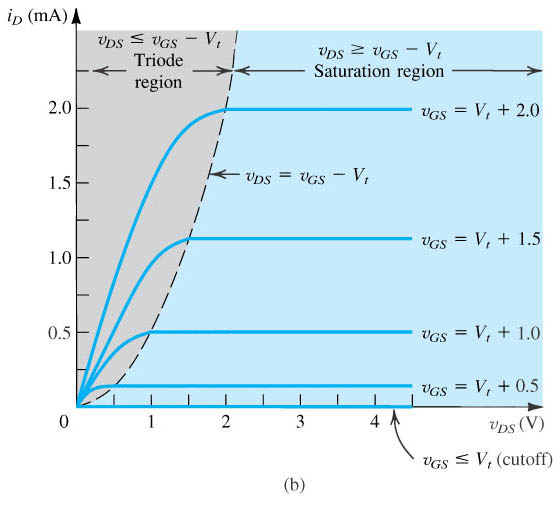 i_D (mA)
v_DS ≤ v_GS − V_t
Triode
region
v_DS ≥ v_GS − V_t
Saturation region
2.0
v_GS = V_t + 2.0
1.5
v_DS = v_GS − V_t
1.0
v_GS = V_t + 1.5
0.5
v_GS = V_t + 1.0
v_GS = V_t + 0.5
0 1 2 3 4 v_DS (V)
v_GS ≤ V_t (cutoff)
(b)